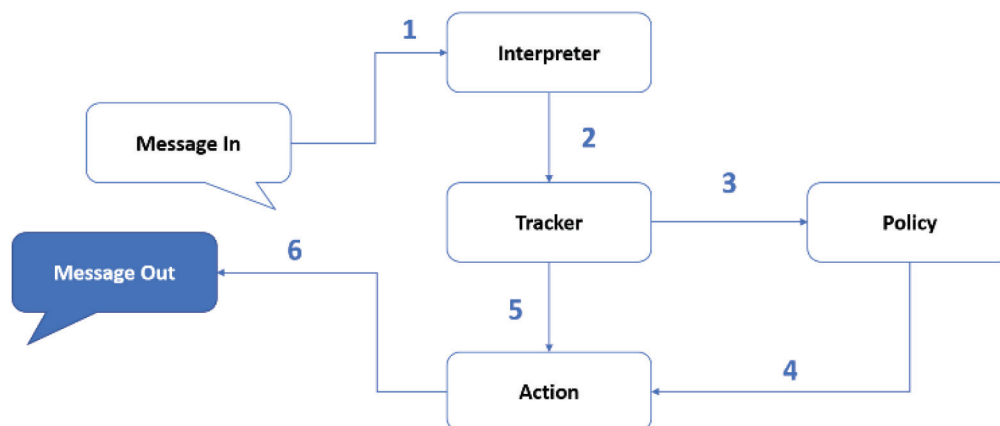 1
Interpreter
Message In
2
3
Tracker
Policy
Message Out
6
5
4
Action